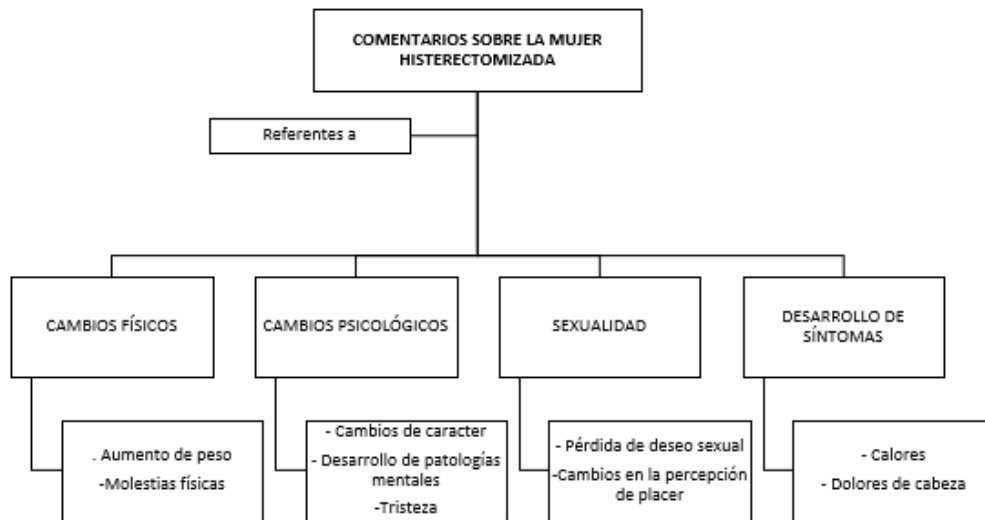 COMENTARIOS SOBRE LA MUJER
HISTERECTOMIZADA
Referentes a
CAMBIOS FÍSICOS
CAMBIOS PSICOLÓGICOS
SEXUALIDAD
DESARROLLO DE
SÍNTOMAS
. Aumento de peso
-Molestias físicas
- Cambios de caracter
- Desarrollo de patologías
mentales
-Tristeza
- Pérdida de deseo sexual
-Cambios en la percepción
de placer
- Calores
- Dolores de cabeza